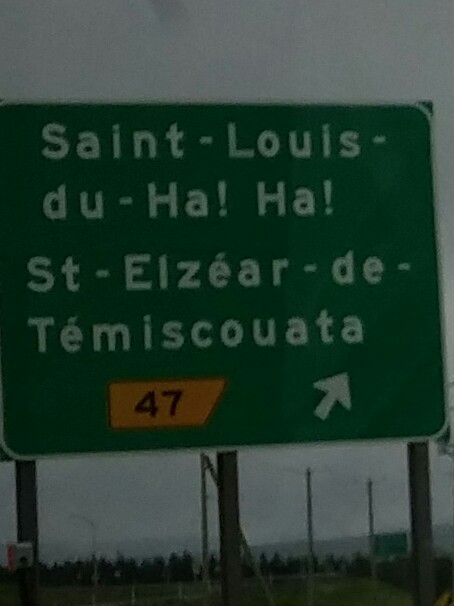 Saint-Louis-
du-Ha! Ha!
St-Elzéar-de-
Témiscouata
47